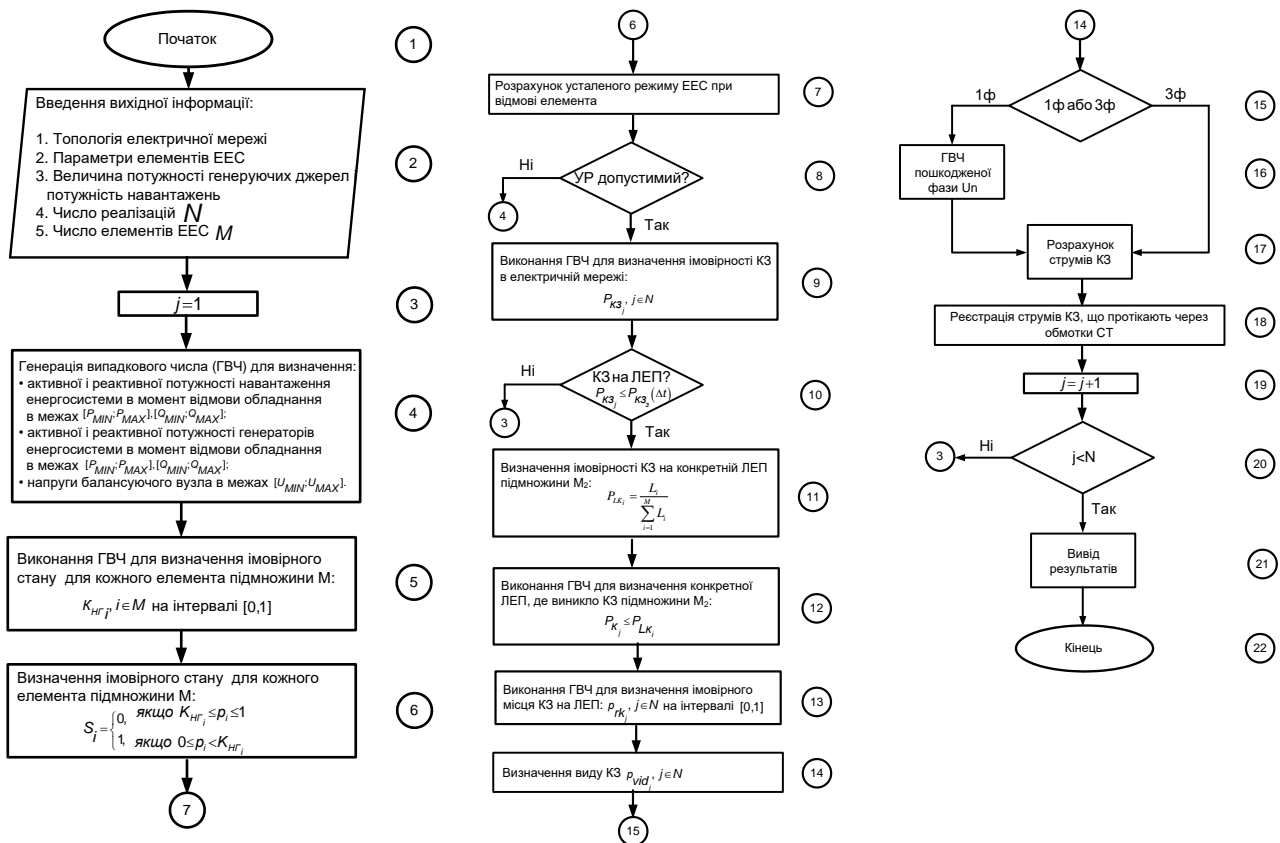 Початок
1
Введення вихідної інформації:
1. Топологія електричної мережі
2. Параметри елементів ЕЕС
3. Величина потужності генеруючих джерел
потужність навантажень
4. Число реалізацій N
5. Число елементів ЕЕС M
2
j=1
3
Генерація випадкового числа (ГВЧ) для визначення:
• активної і реактивної потужності навантаження
енергосистеми в момент відмови обладнання
в межах [P_MIN;P_MAX],[Q_MIN;Q_MAX];
• активної і реактивної потужності генераторів
енергосистеми в момент відмови обладнання
в межах [P_MIN;P_MAX],[Q_MIN;Q_MAX];
• напруги балансуючого вузла в межах [U_MIN;U_MAX].
4
Виконання ГВЧ для визначення імовірного
стану для кожного елемента підмножини М:
K_НГi, i∈M на інтервалі [0,1]
5
Визначення імовірного стану для кожного
елемента підмножини М:
S_i = {0, якщо K_НГi ≤p_i≤1
1, якщо 0≤p_i<K_НГi
6
7
6
Розрахунок усталеного режиму ЕЕС при
відмові елемента
7
УР допустимий?
8
Ні
4
Так
Виконання ГВЧ для визначення імовірності КЗ
в електричній мережі:
P_КЗj, j∈N
9
КЗ на ЛЕП?
P_КЗj ≤P_КЗз(Δt)
10
Ні
3
Так
Визначення імовірності КЗ на конкретній ЛЕП
підмножини М₂:
P_LKi = L_i / ∑_{i=1}^{M} L_i
11
Виконання ГВЧ для визначення конкретної
ЛЕП, де виникло КЗ підмножини М₂:
P_Kj ≤P_LKi
12
Виконання ГВЧ для визначення імовірного
місця КЗ на ЛЕП: p_rkj, j∈N на інтервалі [0,1]
13
Визначення виду КЗ p_vidj, j∈N
14
15
14
1ф або 3ф
1ф
3ф
15
ГВЧ
пошкодженої
фази Un
16
Розрахунок
струмів КЗ
17
Реєстрація струмів КЗ, що протікають через
обмотки СТ
18
j= j+1
19
j<N
20
Ні
3
Так
Вивід
результатів
21
Кінець
22